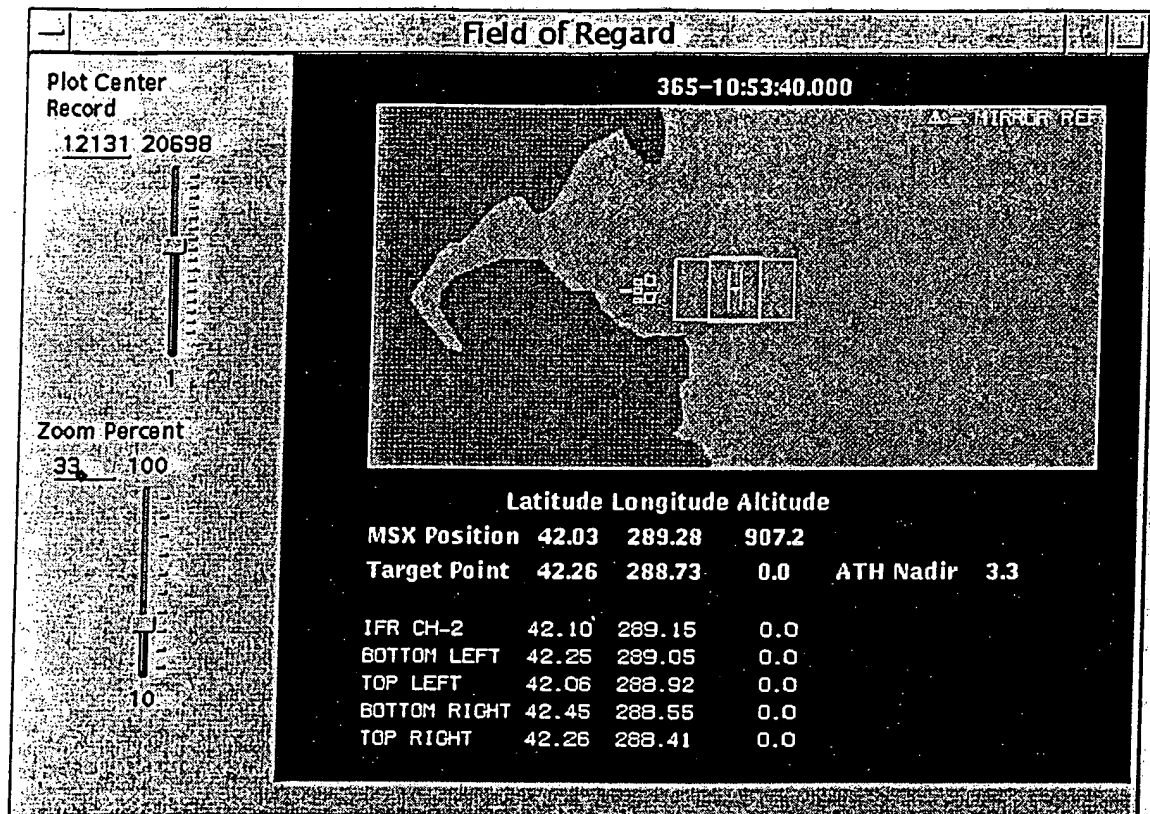 Field of Regard
Plot Center
Record
12131 20698
1
Zoom Percent
33 100
10
365-10:53:40.000
MIRROR REF
Latitude Longitude Altitude
MSX Position 42.03 289.28 907.2
Target Point 42.26 288.73 0.0 ATH Nadir 3.3
IFR CH-2 42.10 289.15 0.0
BOTTOM LEFT 42.25 289.05 0.0
TOP LEFT 42.06 288.92 0.0
BOTTOM RIGHT 42.45 288.55 0.0
TOP RIGHT 42.26 288.41 0.0